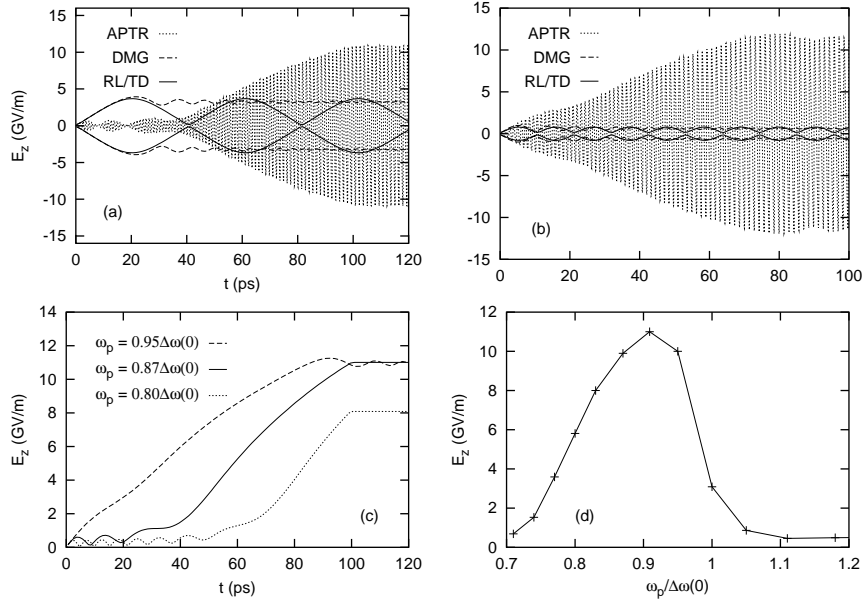 15
10
5
0
-5
-10
-15
E_z (GV/m)
APTR
DMG
RL/TD
(a)
0 20 40 60 80 100 120
t (ps)
15
10
5
0
-5
-10
-15
E_z (GV/m)
APTR
DMG
RL/TD
(b)
0 20 40 60 80 100
t (ps)
14
12
10
8
6
4
2
0
E_z (GV/m)
ω_p = 0.95Δω(0)
ω_p = 0.87Δω(0)
ω_p = 0.80Δω(0)
(c)
0 20 40 60 80 100 120
t (ps)
12
10
8
6
4
2
0
E_z (GV/m)
(d)
0.7 0.8 0.9 1 1.1 1.2
ω_p/Δω(0)